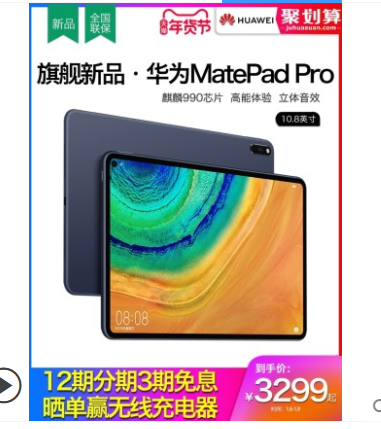 新品
全国
联保
天猫
年货节
HUAWEI
聚划算
juhuasuan.com
旗舰新品·华为MatePad Pro
麒麟990芯片 高能体验 立体音效
10.8英寸
08:08
12期分期3期免息
晒单赢无线充电器
到手价:
¥3299起